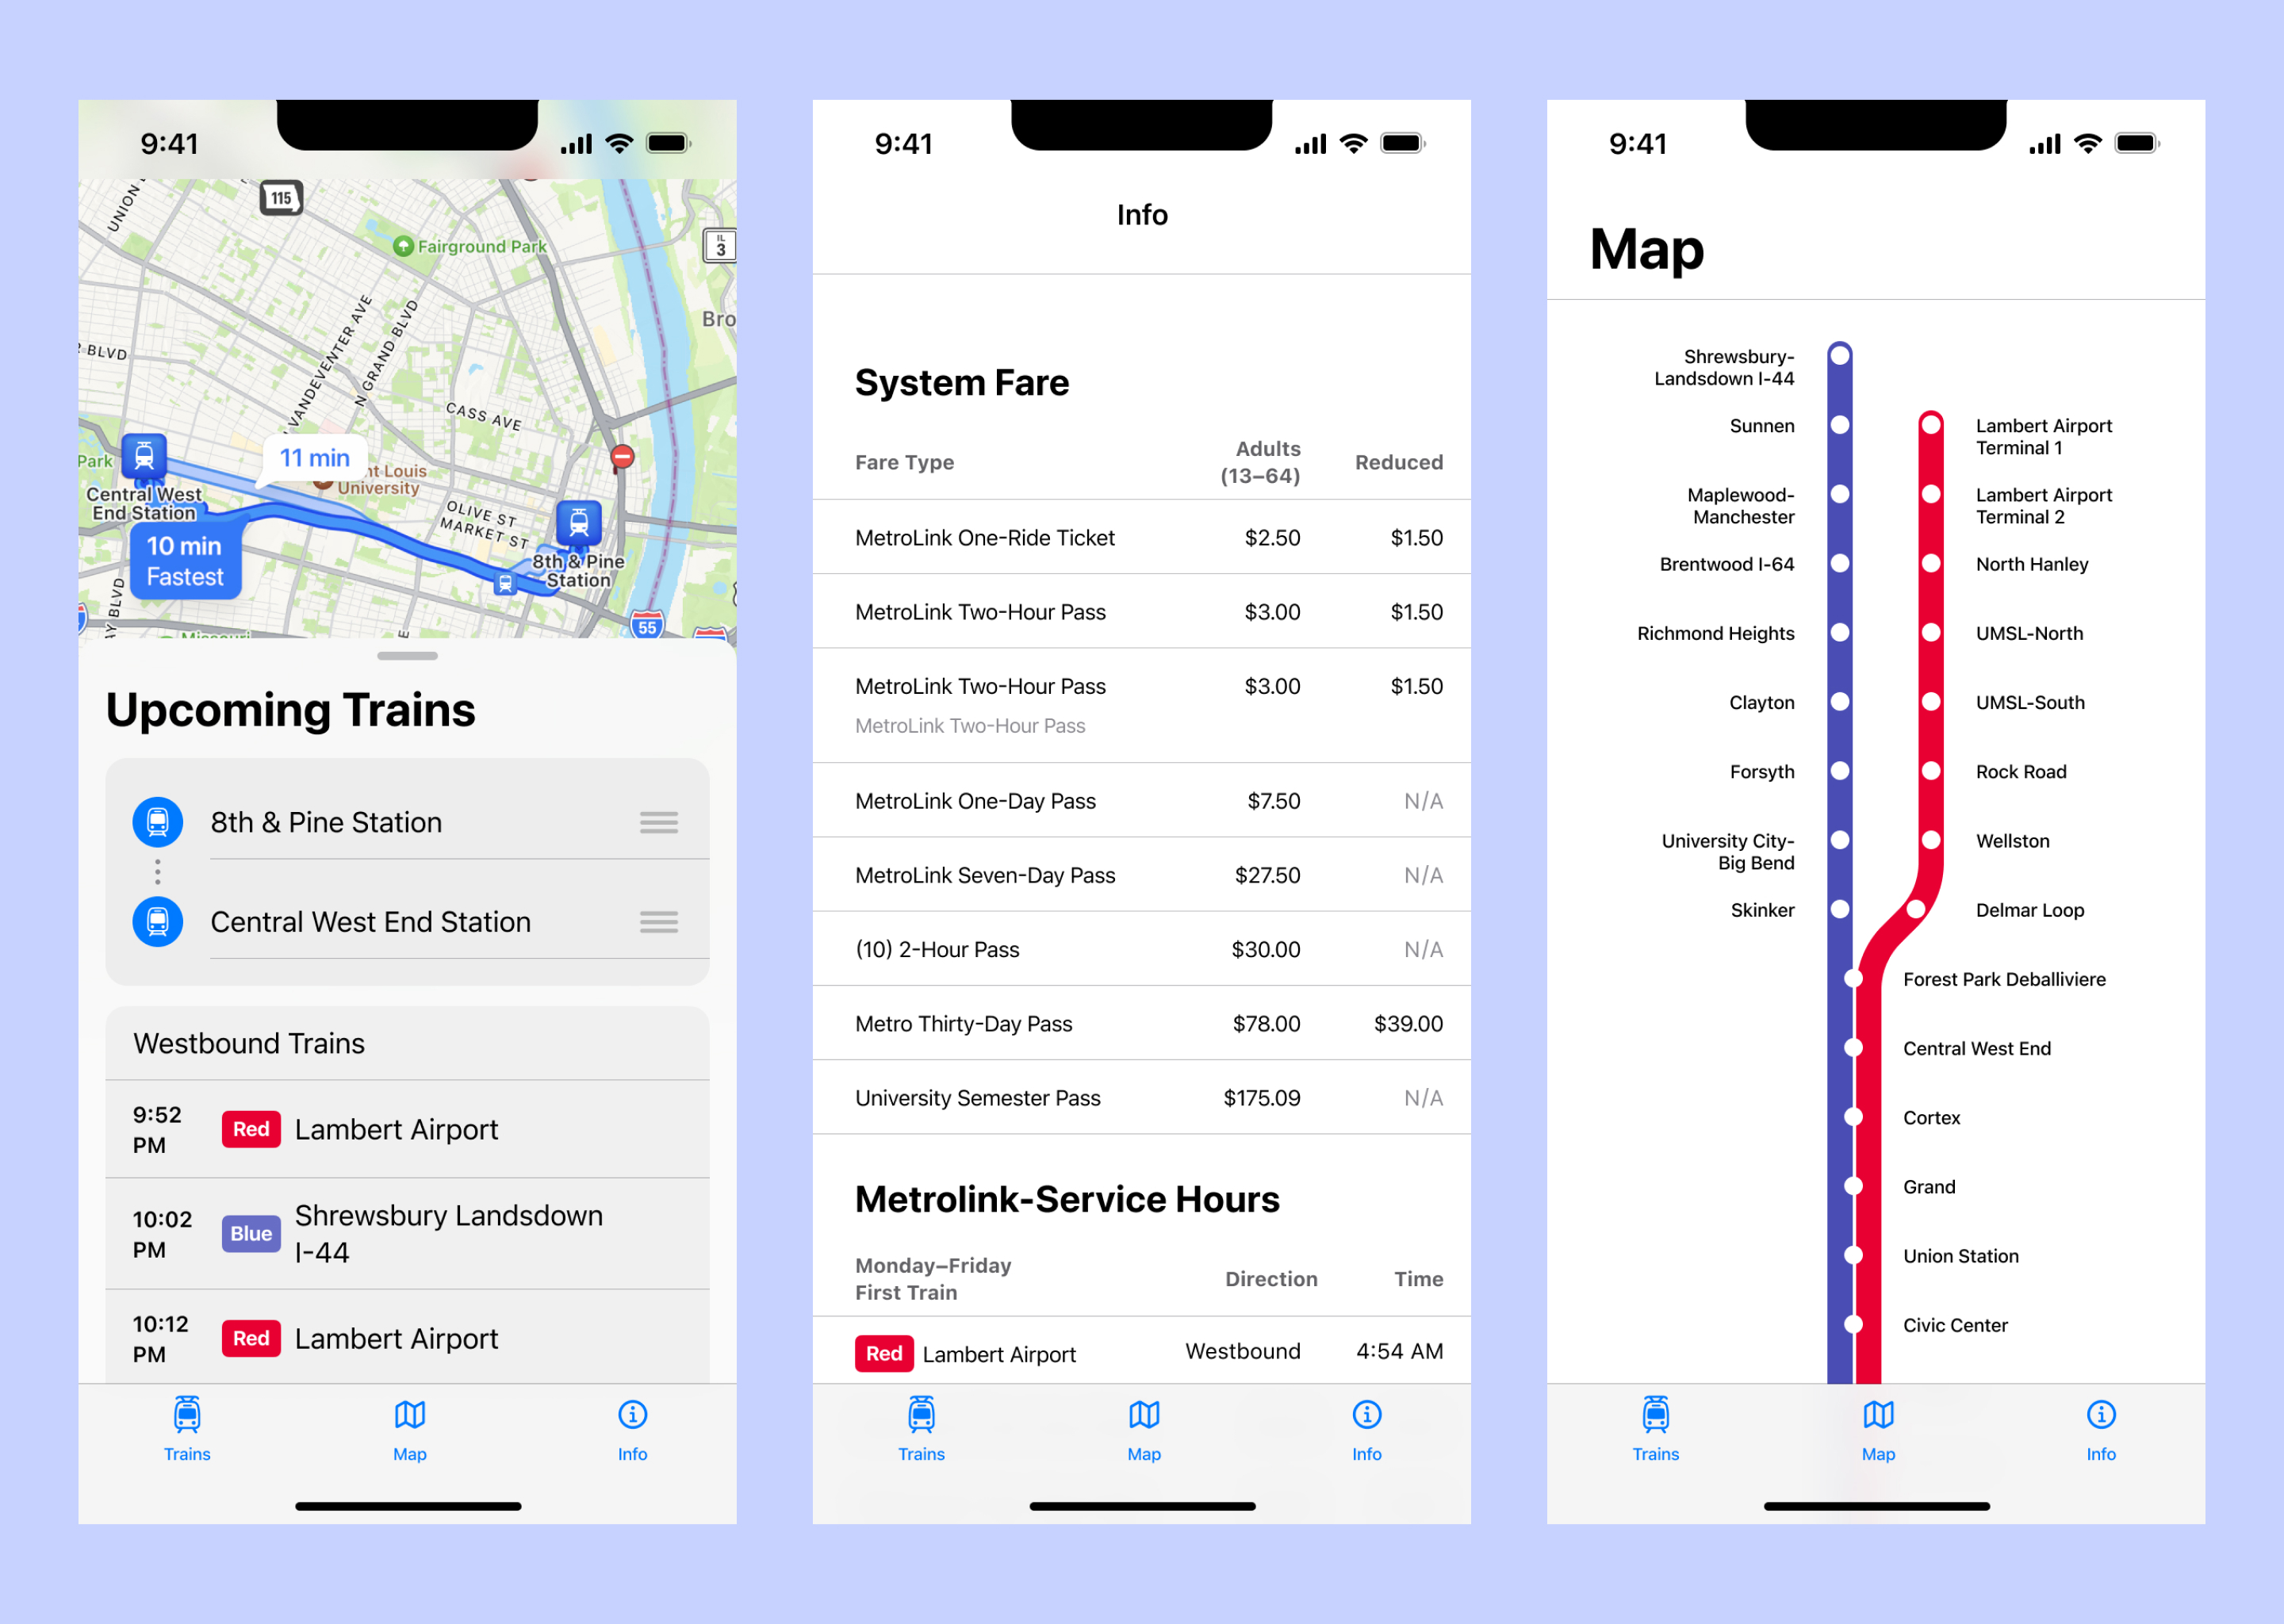 9:41
UNION
115
Fairground Park
IL
3
Bro
BLVD
VANDEVENTER AVE
N GRAND BLVD
CASS AVE
Park
11 min
nt Louis
University
Central West
End Station
OLIVE ST
MARKET ST
10 min
Fastest
8th & Pine
Station
AY BLVD
55
Missouri
Upcoming Trains
8th & Pine Station
Central West End Station
Westbound Trains
9:52
PM
Red
Lambert Airport
10:02
PM
Blue
Shrewsbury Landsdown
I-44
10:12
PM
Red
Lambert Airport
Trains
Map
Info
9:41
Info
System Fare
Fare Type
Adults
(13–64)
Reduced
MetroLink One-Ride Ticket $2.50 $1.50
MetroLink Two-Hour Pass $3.00 $1.50
MetroLink Two-Hour Pass $3.00 $1.50
MetroLink Two-Hour Pass
MetroLink One-Day Pass $7.50 N/A
MetroLink Seven-Day Pass $27.50 N/A
(10) 2-Hour Pass $30.00 N/A
Metro Thirty-Day Pass $78.00 $39.00
University Semester Pass $175.09 N/A
Metrolink-Service Hours
Monday–Friday
First Train
Direction
Time
Red Lambert Airport Westbound 4:54 AM
Trains
Map
Info
9:41
Map
Shrewsbury-
Landsdown I-44
Sunnen
Lambert Airport
Terminal 1
Maplewood-
Manchester
Lambert Airport
Terminal 2
Brentwood I-64
North Hanley
Richmond Heights
UMSL-North
Clayton
UMSL-South
Forsyth
Rock Road
University City-
Big Bend
Wellston
Skinker
Delmar Loop
Forest Park Deballiviere
Central West End
Cortex
Grand
Union Station
Civic Center
Trains
Map
Info